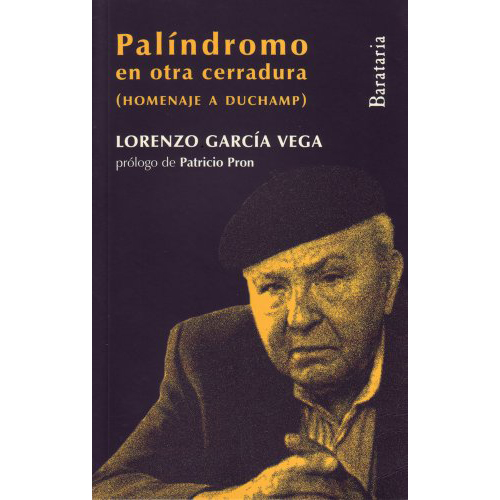 Palíndromo
en otra cerradura
(HOMENAJE A DUCHAMP)
Barataria
LORENZO GARCÍA VEGA
prólogo de Patricio Pron